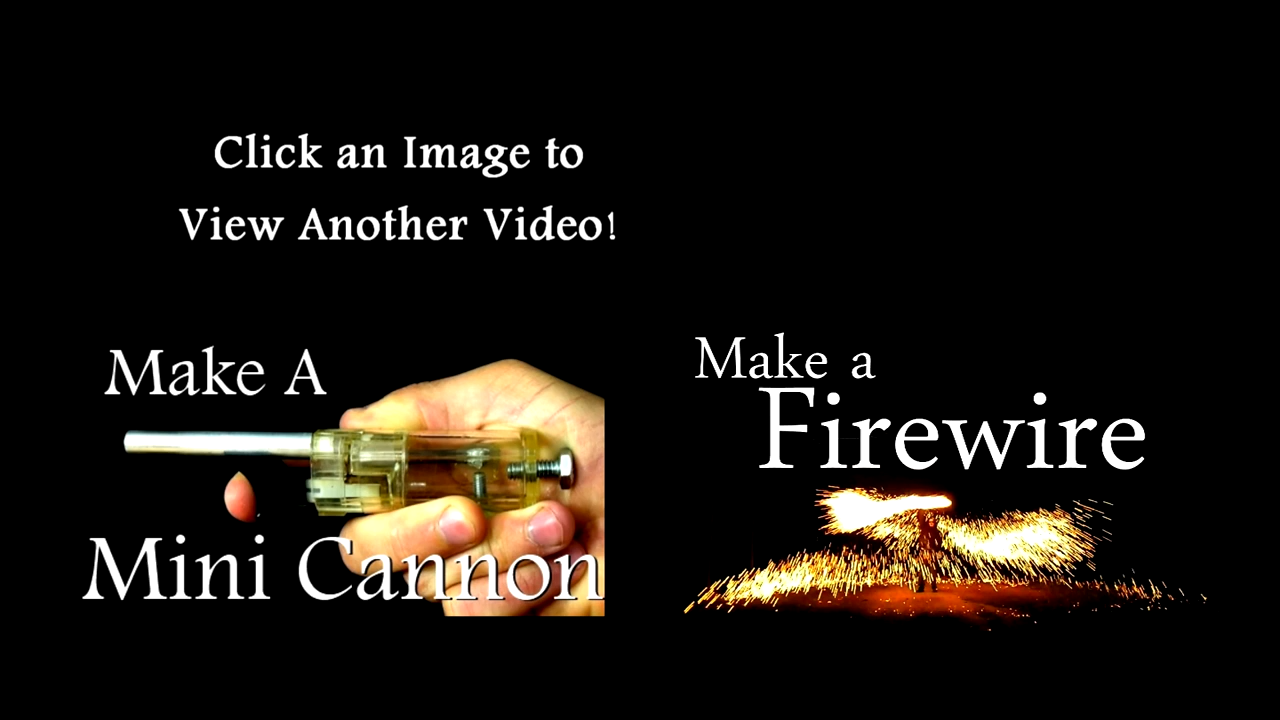 Click an Image to
View Another Video!
Make A
Mini Cannon
Make a
Firewire